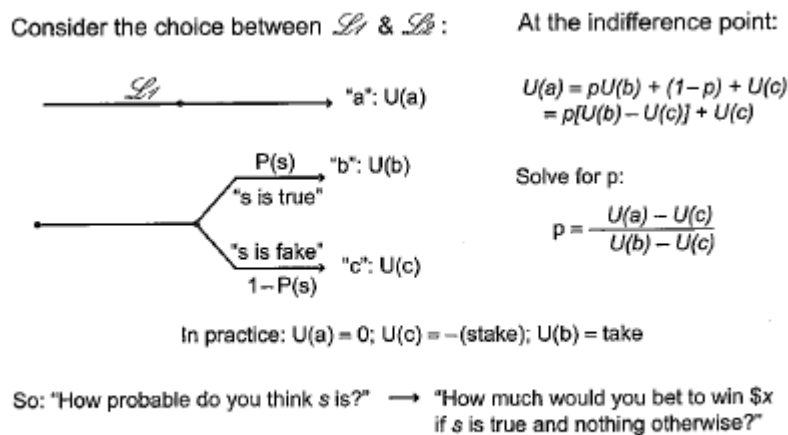 Consider the choice between ℒ1 & ℒ2 :
At the indifference point:
ℒ1
"a": U(a)
U(a) = pU(b) + (1–p) + U(c)
= p[U(b) – U(c)] + U(c)
P(s)
"b": U(b)
"s is true"
"s is fake"
"c": U(c)
1–P(s)
Solve for p:
p = U(a) – U(c)
U(b) – U(c)
In practice: U(a) = 0; U(c) = –(stake); U(b) = take
So: "How probable do you think s is?" → "How much would you bet to win $x
if s is true and nothing otherwise?"